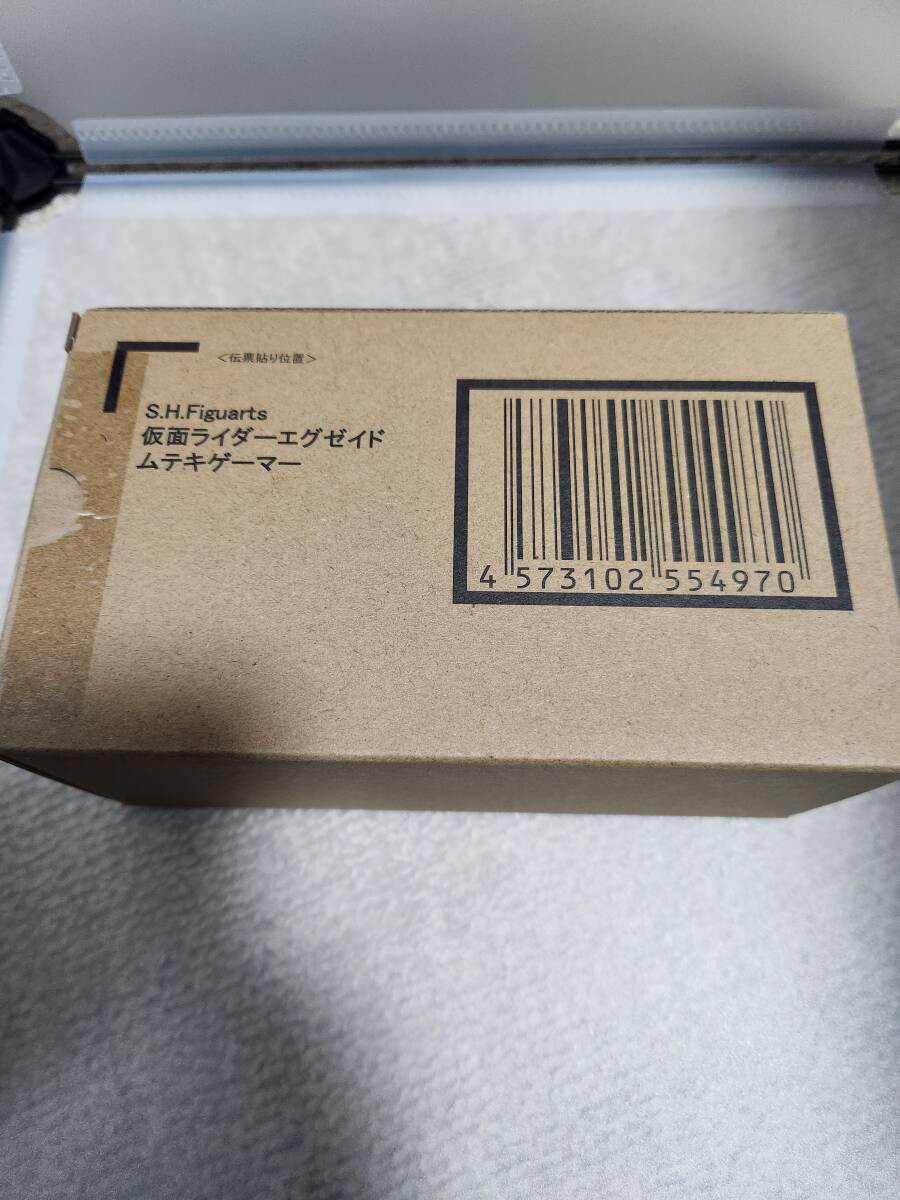 ＜伝票貼り位置＞
S.H.Figuarts
仮面ライダーエグゼイド
ムテキゲーマー
4 573102 554970